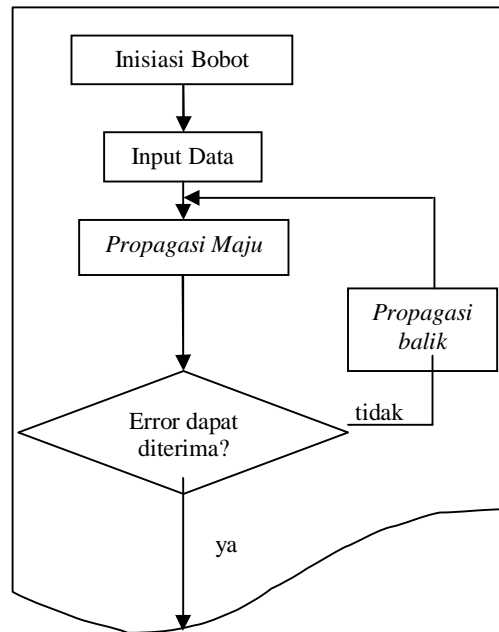 Inisiasi Bobot
Input Data
Propagasi Maju
Propagasi
balik
Error dapat
diterima?
tidak
ya